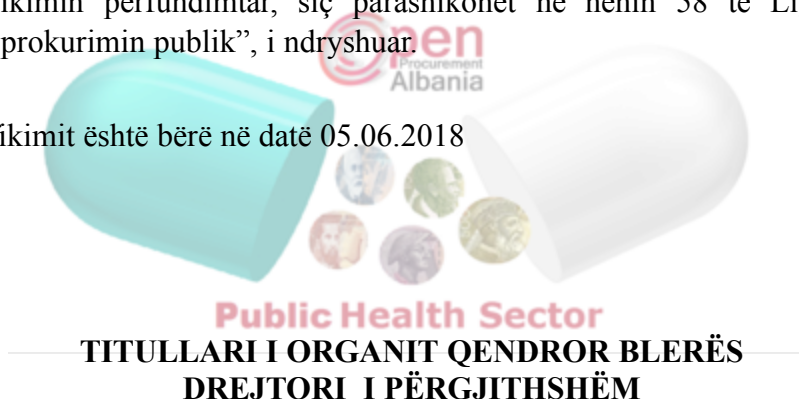 ikimin përfundimtar, siç parashikohet në nenin 58 të Li
prokurimin publik”, i ndryshuar.
Open
Procurement
Albania
ikimit është bërë në datë 05.06.2018
Public Health Sector
TITULLARI I ORGANIT QENDROR BLERËS
DREJTORI I PËRGJITHSHËM